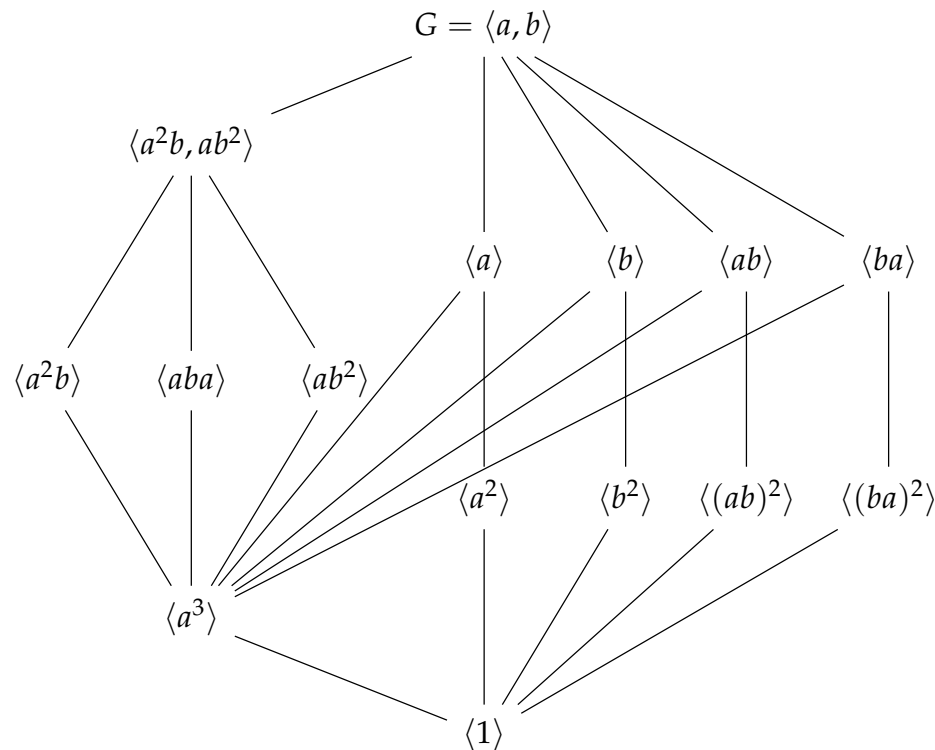 G = ⟨a, b⟩
⟨a²b, ab²⟩
⟨a⟩ ⟨b⟩ ⟨ab⟩ ⟨ba⟩
⟨a²b⟩ ⟨aba⟩ ⟨ab²⟩
⟨a²⟩ ⟨b²⟩ ⟨(ab)²⟩ ⟨(ba)²⟩
⟨a³⟩
⟨1⟩